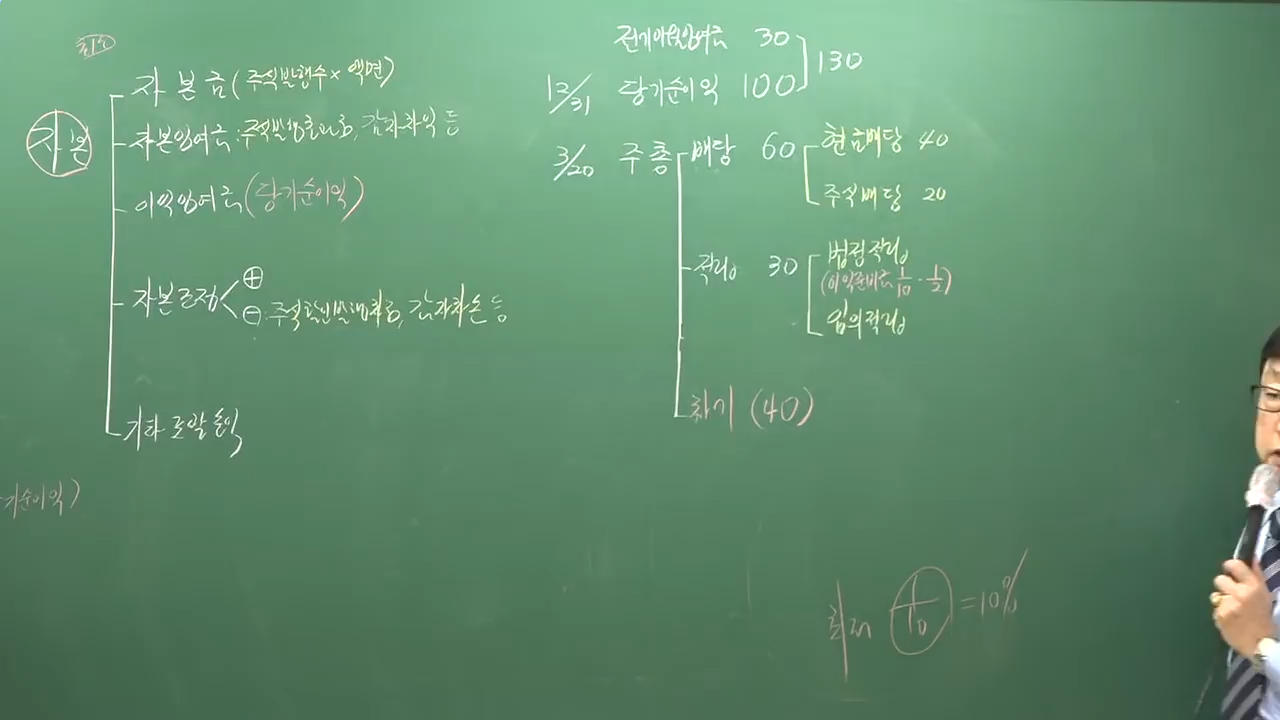 자본
자본금 (주식발행수 × 액면)
자본잉여금 : 주식발행초과금, 감자차익 등
이익잉여금 (당기순이익)
자본조정 < ⊕
⊖ : 주식할인발행차금, 감자차손 등
기타포괄손익
기순이익)
전기이월잉여금 30
130
12/31 당기순이익 100
3/20 주총 배당 60 현금배당 40
주식배당 20
적립 30 법정적립
(이익준비금 1/10 · 1/2)
임의적립
차기 (40)
1/10 = 10%